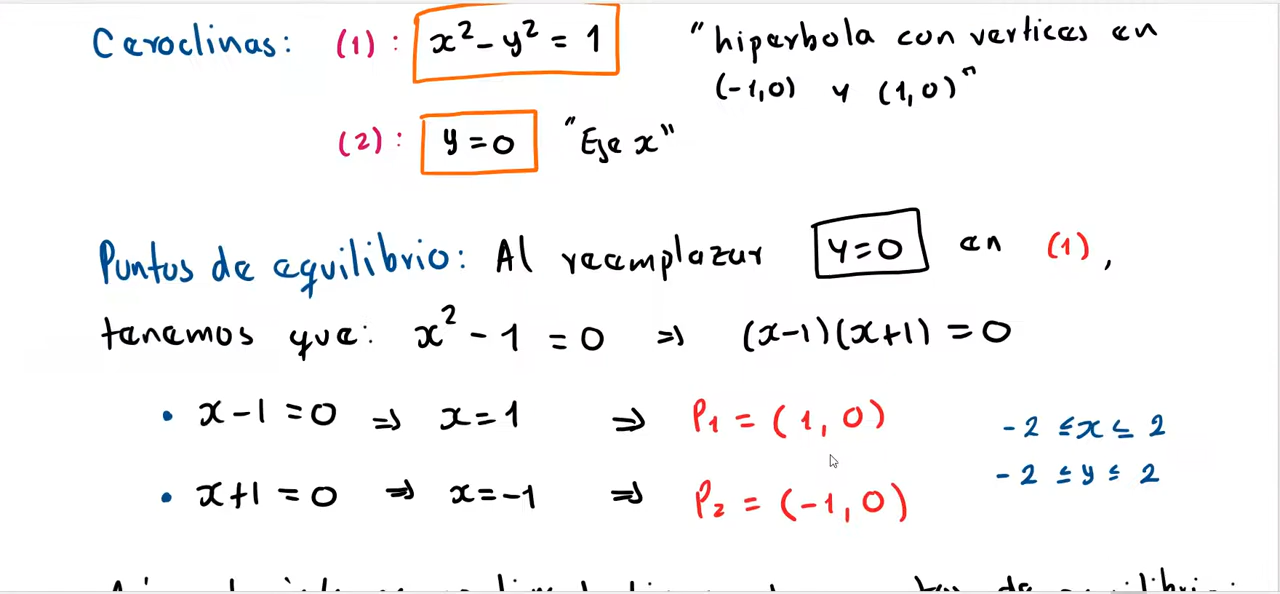 Ceroclinas: (1): x² - y² = 1 "hiperbola con vertices en
(-1,0) y (1,0)"
(2): y = 0 "Eje x"
Puntos de equilibrio: Al reemplazar y = 0 en (1),
tenemos que: x² - 1 = 0 ⇒ (x-1)(x+1) = 0
• x-1 = 0 ⇒ x = 1 ⇒ P₁ = (1, 0)
-2 ≤ x ≤ 2
-2 ≤ y ≤ 2
• x+1 = 0 ⇒ x = -1 ⇒ P₂ = (-1, 0)